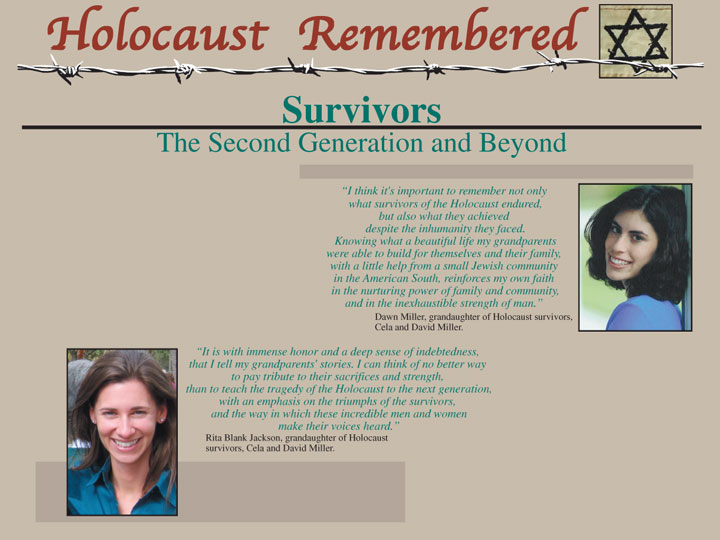 Holocaust Remembered
Survivors
The Second Generation and Beyond
“I think it's important to remember not only
what survivors of the Holocaust endured,
but also what they achieved
despite the inhumanity they faced.
Knowing what a beautiful life my grandparents
were able to build for themselves and their family,
with a little help from a small Jewish community
in the American South, reinforces my own faith
in the nurturing power of family and community,
and in the inexhaustible strength of man.”
Dawn Miller, grandaughter of Holocaust survivors,
Cela and David Miller.
“It is with immense honor and a deep sense of indebtedness,
that I tell my grandparents' stories. I can think of no better way
to pay tribute to their sacrifices and strength,
than to teach the tragedy of the Holocaust to the next generation,
with an emphasis on the triumphs of the survivors,
and the way in which these incredible men and women
make their voices heard.”
Rita Blank Jackson, grandaughter of Holocaust
survivors, Cela and David Miller.